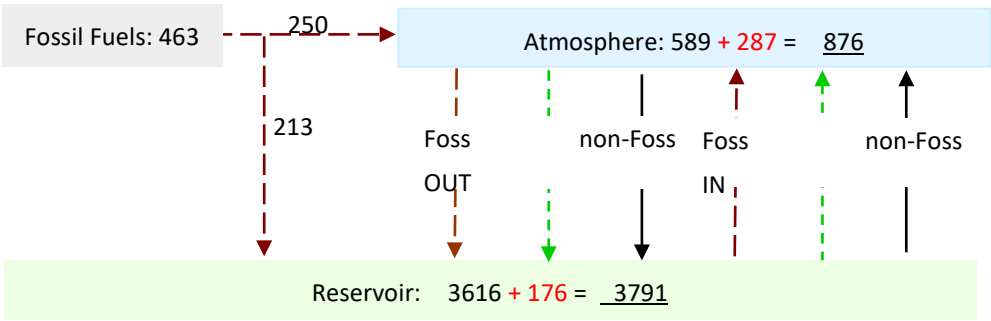 250
Fossil Fuels: 463
Atmosphere: 589 + 287 = 876
213
Foss OUT
non-Foss
Foss IN
non-Foss
Reservoir: 3616 + 176 = 3791